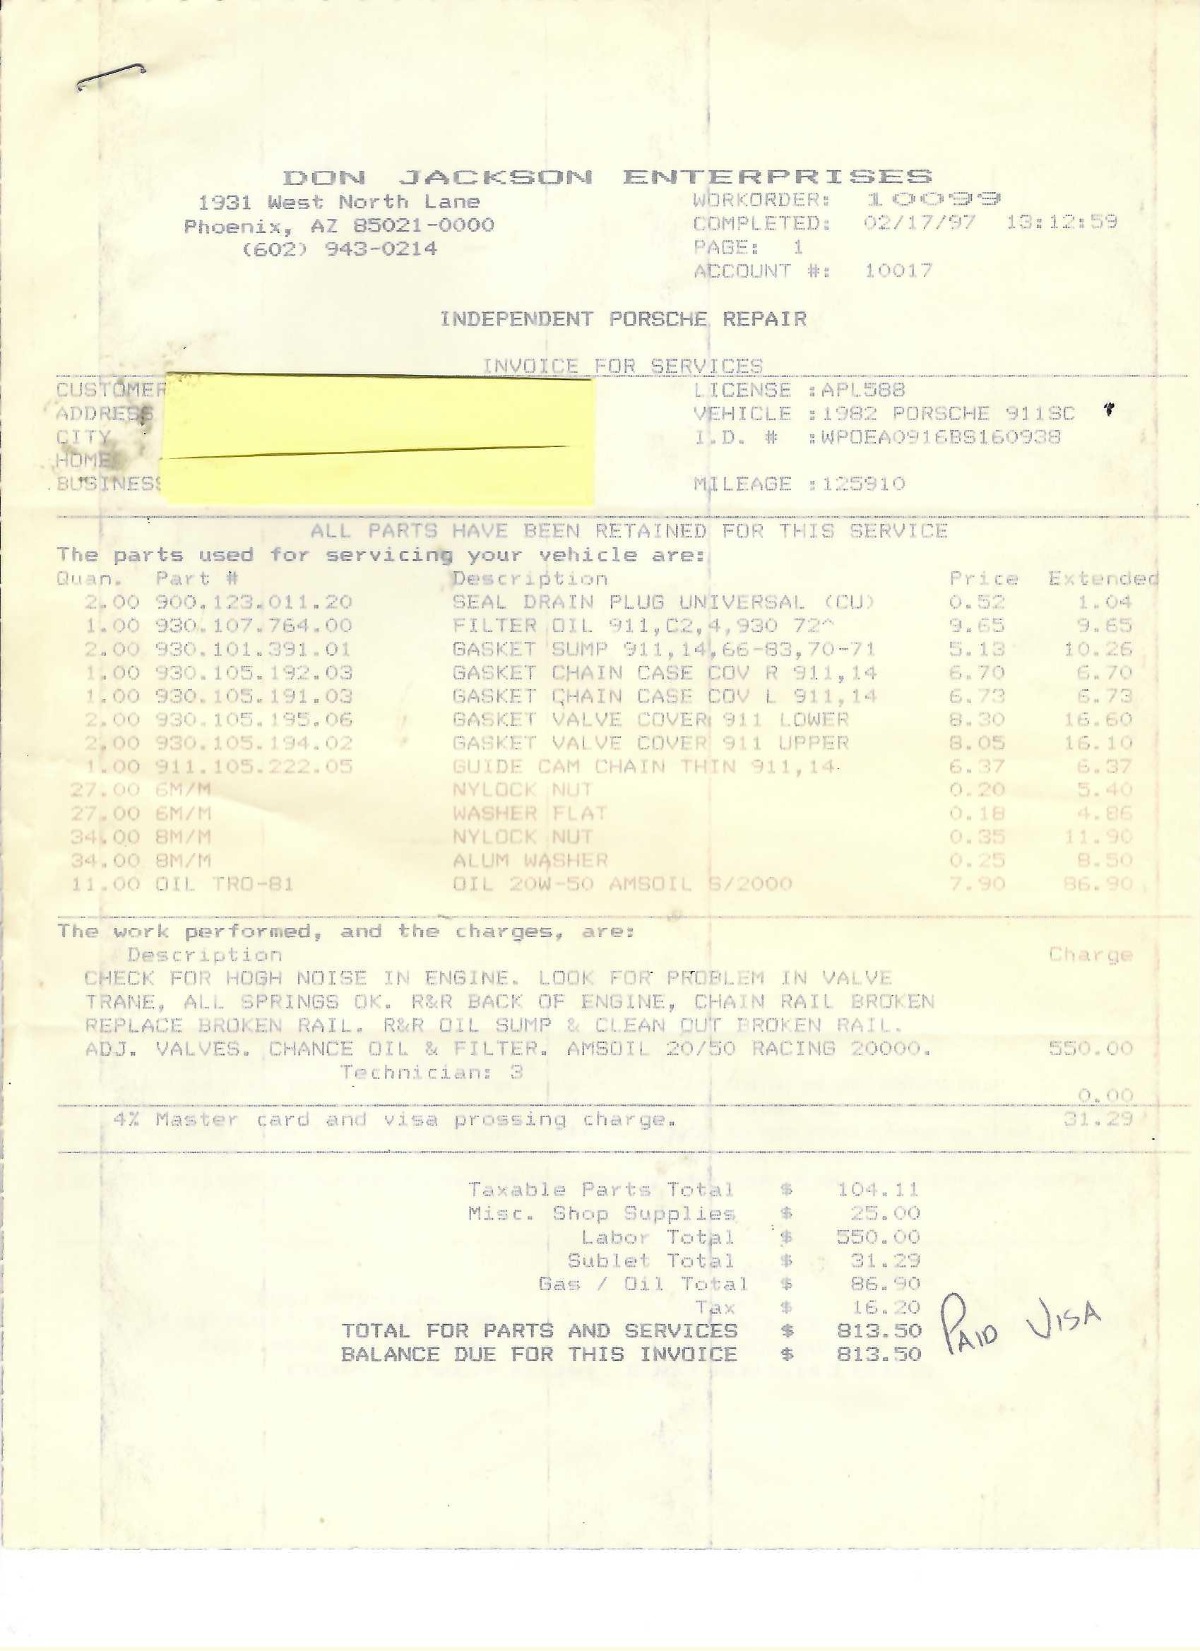 DON JACKSON ENTERPRISES
1931 West North Lane WORKORDER: 10099
Phoenix, AZ 85021-0000 COMPLETED: 02/17/97 13:12:59
(602) 943-0214 PAGE: 1
ACCOUNT #: 10017
INDEPENDENT PORSCHE REPAIR
INVOICE FOR SERVICES
CUSTOMER LICENSE :APL588
ADDRESS VEHICLE :1982 PORSCHE 911SC
CITY I.D. # :WPOEA0916BS160938
HOME
BUSINESS MILEAGE :125910
ALL PARTS HAVE BEEN RETAINED FOR THIS SERVICE
The parts used for servicing your vehicle are:
Quan. Part # Description Price Extended
2.00 900.123.011.20 SEAL DRAIN PLUG UNIVERSAL (CU) 0.52 1.04
1.00 930.107.764.00 FILTER OIL 911,C2,4,930 72^ 9.65 9.65
2.00 930.101.391.01 GASKET SUMP 911,14,66-83,70-71 5.13 10.26
1.00 930.105.192.03 GASKET CHAIN CASE COV R 911,14 6.70 6.70
1.00 930.105.191.03 GASKET CHAIN CASE COV L 911,14 6.73 6.73
2.00 930.105.195.06 GASKET VALVE COVER 911 LOWER 8.30 16.60
2.00 930.105.194.02 GASKET VALVE COVER 911 UPPER 8.05 16.10
1.00 911.105.222.05 GUIDE CAM CHAIN THIN 911,14 6.37 6.37
27.00 6M/M NYLOCK NUT 0.20 5.40
27.00 6M/M WASHER FLAT 0.18 4.86
34.00 8M/M NYLOCK NUT 0.35 11.90
34.00 8M/M ALUM WASHER 0.25 8.50
11.00 OIL TRO-81 OIL 20W-50 AMSOIL S/2000 7.90 86.90
The work performed, and the charges, are:
Description Charge
CHECK FOR HOGH NOISE IN ENGINE. LOOK FOR PROBLEM IN VALVE
TRANE, ALL SPRINGS OK. R&R BACK OF ENGINE, CHAIN RAIL BROKEN
REPLACE BROKEN RAIL. R&R OIL SUMP & CLEAN OUT BROKEN RAIL.
ADJ. VALVES. CHANCE OIL & FILTER. AMSOIL 20/50 RACING 20000. 550.00
Technician: 3
0.00
4% Master card and visa prossing charge. 31.29
Taxable Parts Total $ 104.11
Misc. Shop Supplies $ 25.00
Labor Total $ 550.00
Sublet Total $ 31.29
Gas / Oil Total $ 86.90
Tax $ 16.20
TOTAL FOR PARTS AND SERVICES $ 813.50
BALANCE DUE FOR THIS INVOICE $ 813.50
PAID VISA